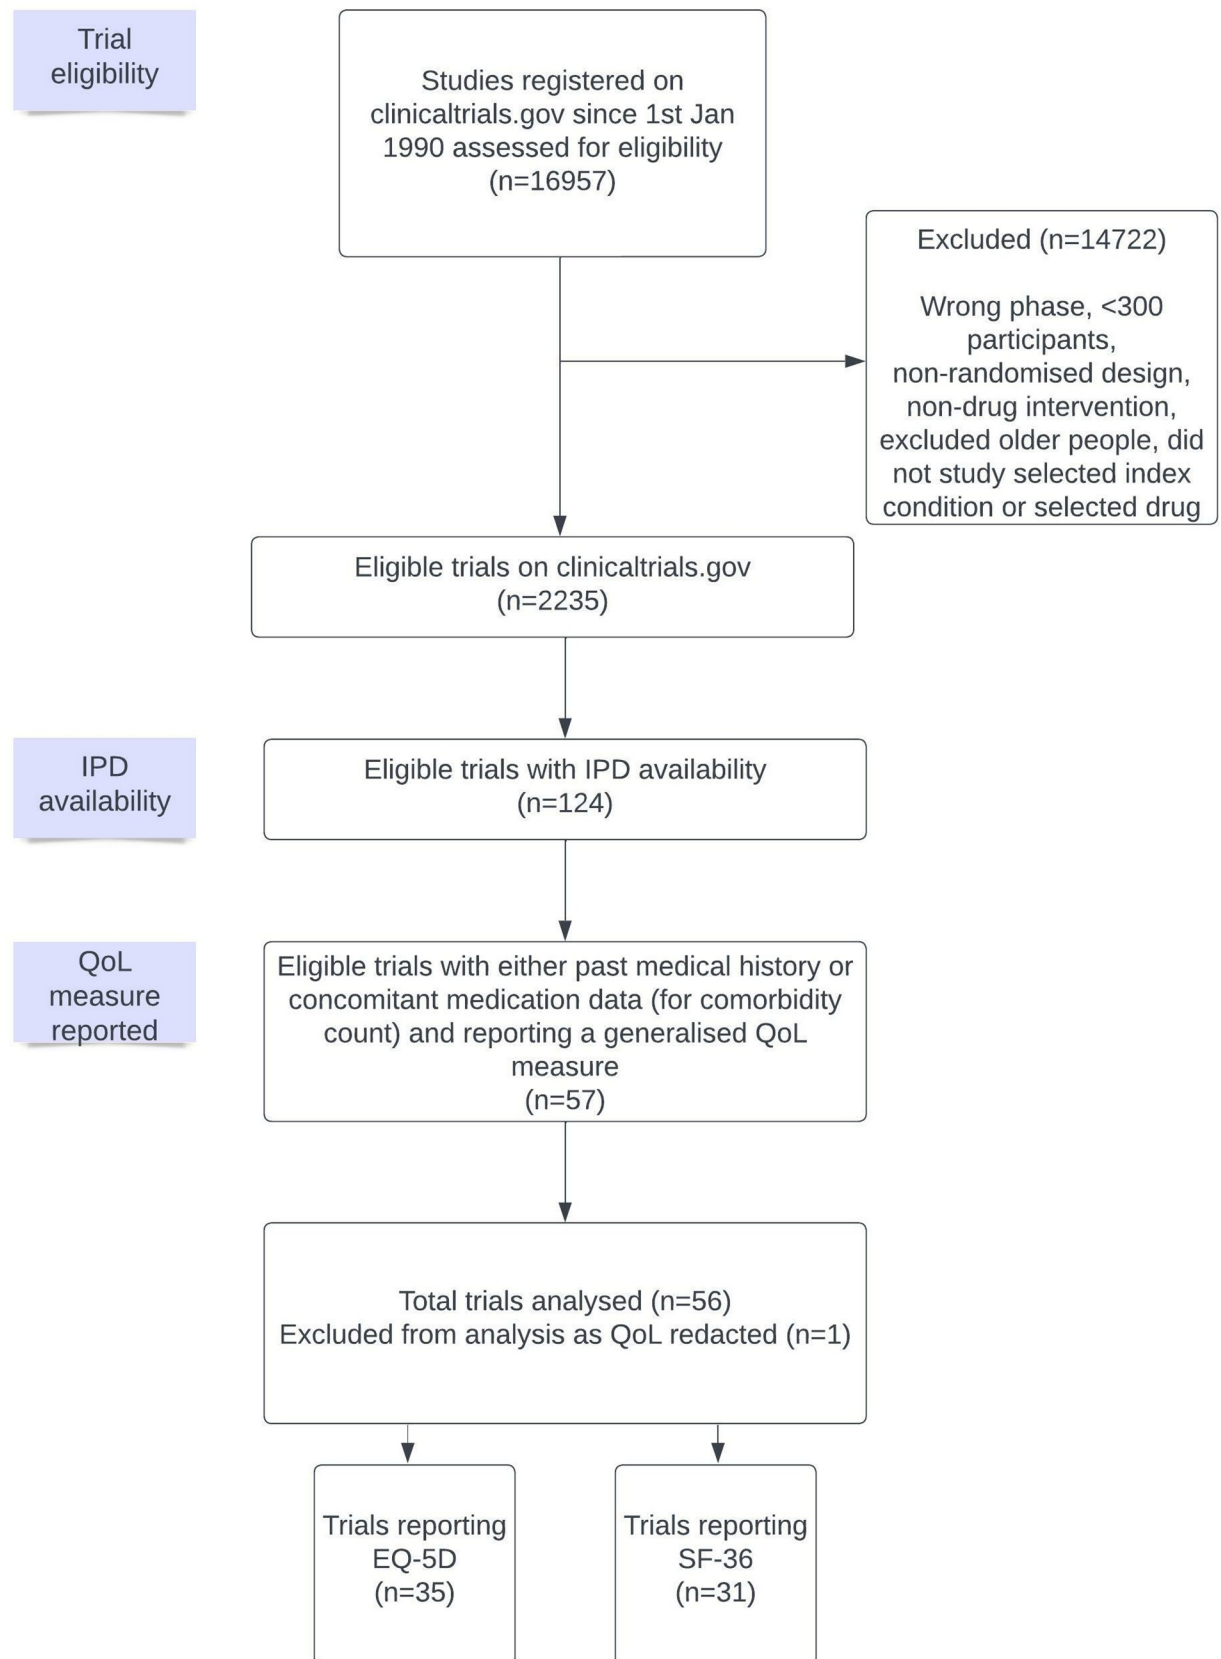 Trial
eligibility
Studies registered on
clinicaltrials.gov since 1st Jan
1990 assessed for eligibility
(n=16957)
Excluded (n=14722)
Wrong phase, <300
participants,
non-randomised design,
non-drug intervention,
excluded older people, did
not study selected index
condition or selected drug
Eligible trials on clinicaltrials.gov
(n=2235)
IPD
availability
Eligible trials with IPD availability
(n=124)
QoL
measure
reported
Eligible trials with either past medical history or
concomitant medication data (for comorbidity
count) and reporting a generalised QoL
measure
(n=57)
Total trials analysed (n=56)
Excluded from analysis as QoL redacted (n=1)
Trials reporting
EQ-5D
(n=35)
Trials reporting
SF-36
(n=31)